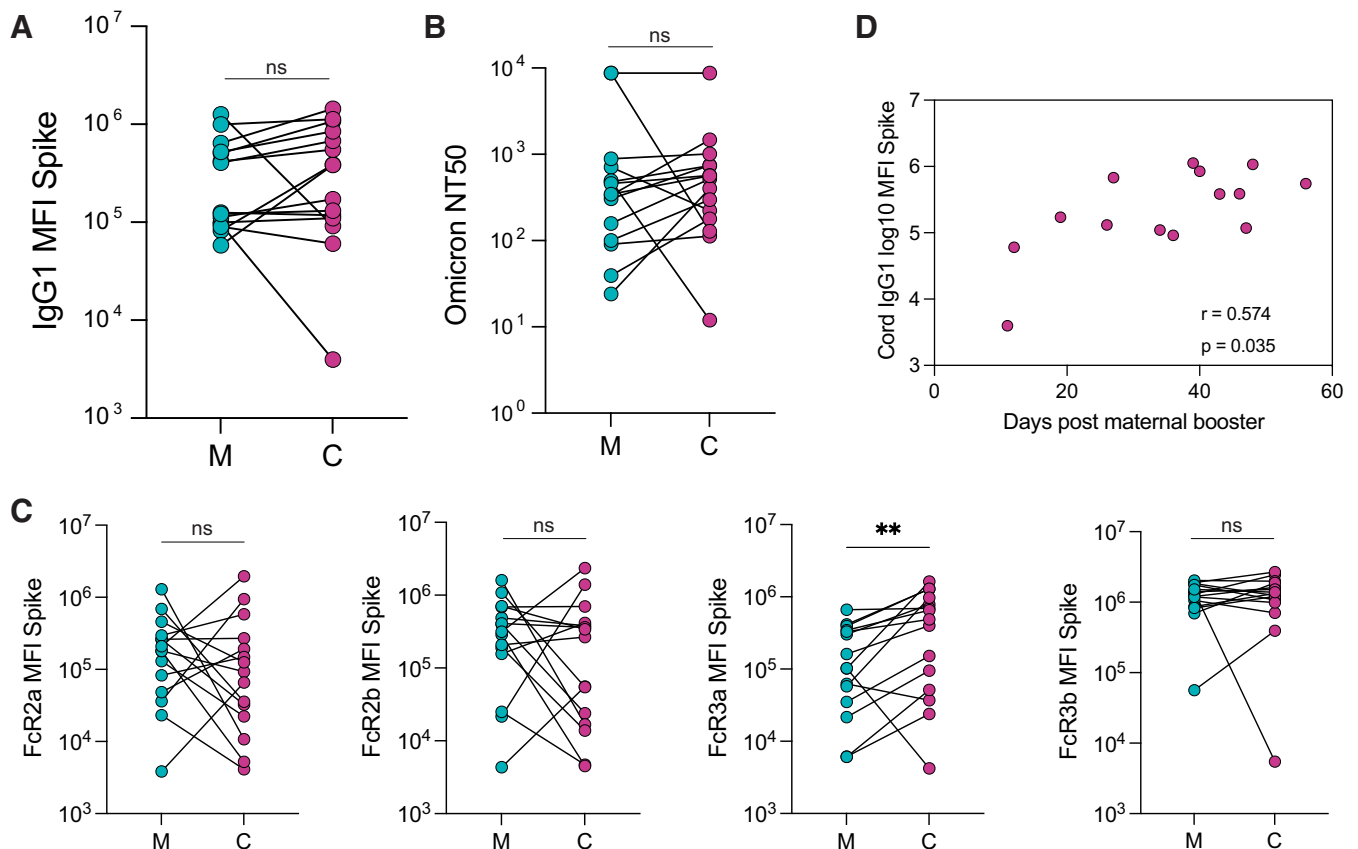 A
IgG1 MFI Spike
10^7
10^6
10^5
10^4
10^3
ns
M
C
B
Omicron NT50
10^4
10^3
10^2
10^1
10^0
ns
M
C
D
Cord IgG1 log10 MFI Spike
7
6
5
4
3
r = 0.574
p = 0.035
0
20
40
60
Days post maternal booster
C
FcR2a MFI Spike
10^7
10^6
10^5
10^4
10^3
ns
M
C
FcR2b MFI Spike
10^7
10^6
10^5
10^4
10^3
ns
M
C
FcR3a MFI Spike
10^7
10^6
10^5
10^4
10^3
**
M
C
FcR3b MFI Spike
10^7
10^6
10^5
10^4
10^3
ns
M
C